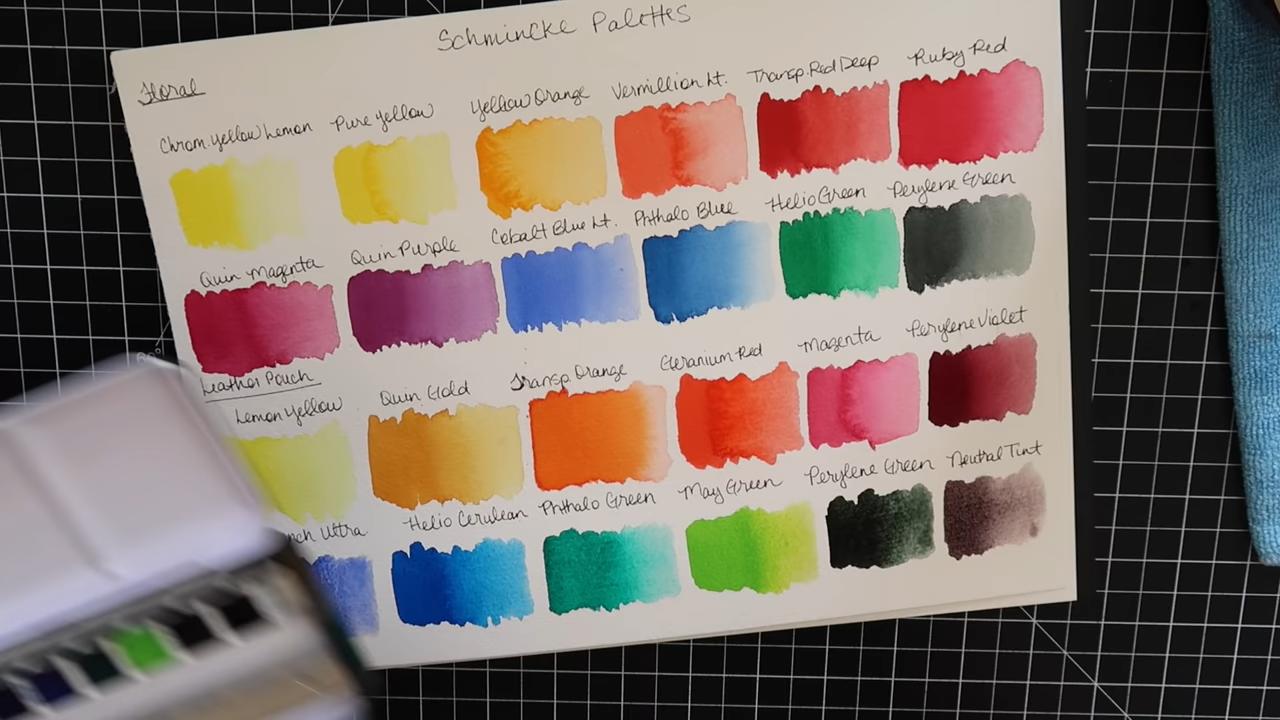 Schmincke Palettes
Floral
Chrom. Yellow Lemon Pure Yellow Yellow Orange Vermillion Lt. Transp. Red Deep Ruby Red
Quin Magenta Quin Purple Cobalt Blue Lt. Phthalo Blue Helio Green Perylene Green
Leather Pouch
Lemon Yellow Quin. Gold Transp. Orange Geranium Red Magenta Perylene Violet
Ultra Helio Cerulean Phthalo Green May Green Perylene Green Neutral Tint